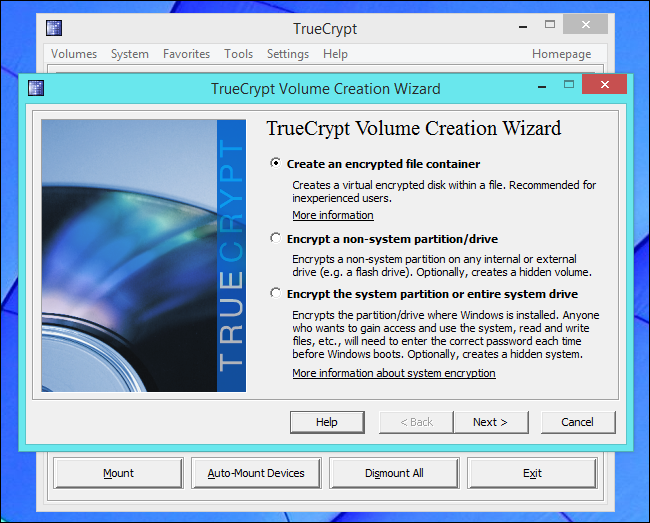 TrueCrypt
Volumes System Favorites Tools Settings Help Homepage
TrueCrypt Volume Creation Wizard
TRUECRYPT
TrueCrypt Volume Creation Wizard
Create an encrypted file container
Creates a virtual encrypted disk within a file. Recommended for
inexperienced users.
More information
Encrypt a non-system partition/drive
Encrypts a non-system partition on any internal or external
drive (e.g. a flash drive). Optionally, creates a hidden volume.
Encrypt the system partition or entire system drive
Encrypts the partition/drive where Windows is installed. Anyone
who wants to gain access and use the system, read and write
files, etc., will need to enter the correct password each time
before Windows boots. Optionally, creates a hidden system.
More information about system encryption
Help < Back Next > Cancel
Mount Auto-Mount Devices Dismount All Exit